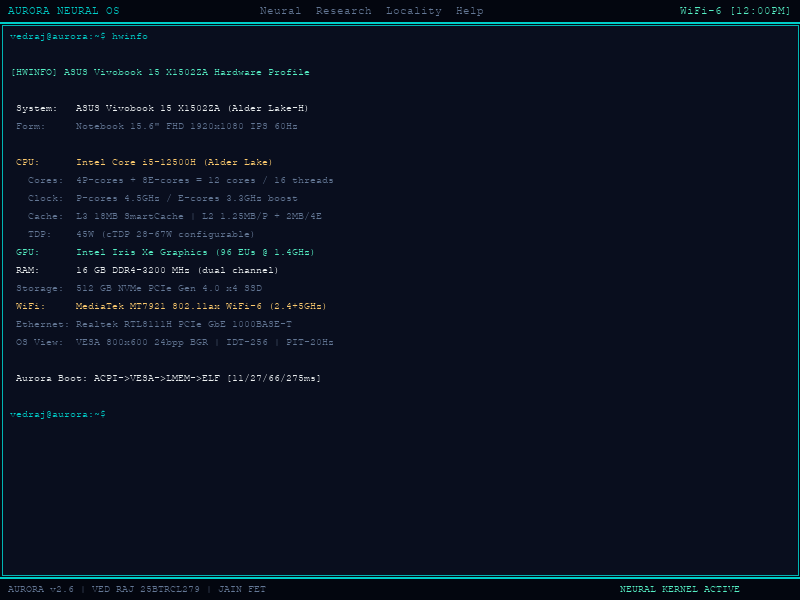 AURORA NEURAL OS Neural Research Locality Help WiFi-6 [12:00PM]
vedraj@aurora:~$ hwinfo
[HWINFO] ASUS Vivobook 15 X1502ZA Hardware Profile
System: ASUS Vivobook 15 X1502ZA (Alder Lake-H)
Form: Notebook 15.6" FHD 1920x1080 IPS 60Hz
CPU: Intel Core i5-12500H (Alder Lake)
Cores: 4P-cores + 8E-cores = 12 cores / 16 threads
Clock: P-cores 4.5GHz / E-cores 3.3GHz boost
Cache: L3 18MB SmartCache | L2 1.25MB/P + 2MB/4E
TDP: 45W (cTDP 28-67W configurable)
GPU: Intel Iris Xe Graphics (96 EUs @ 1.4GHz)
RAM: 16 GB DDR4-3200 MHz (dual channel)
Storage: 512 GB NVMe PCIe Gen 4.0 x4 SSD
WiFi: MediaTek MT7921 802.11ax WiFi-6 (2.4+5GHz)
Ethernet: Realtek RTL8111H PCIe GbE 1000BASE-T
OS View: VESA 800x600 24bpp BGR | IDT-256 | PIT-20Hz
Aurora Boot: ACPI->VESA->LMEM->ELF [11/27/66/275ms]
vedraj@aurora:~$
AURORA v2.6 | VED RAJ 25BTRCL279 | JAIN FET NEURAL KERNEL ACTIVE